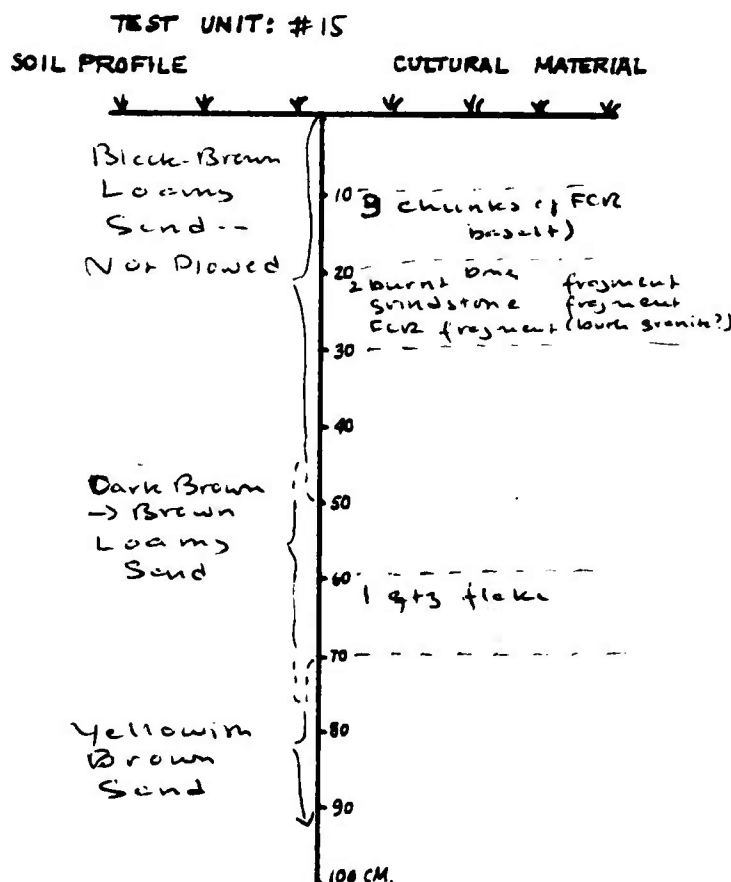 TEST UNIT: #15
SOIL PROFILE
CULTURAL MATERIAL
Black-Brown
Loamy
Sand --
Not Plowed
Dark Brown
-> Brown
Loamy
Sand
Yellowish
Brown
Sand
10
20
30
40
50
60
70
80
90
100 CM.
chunks of FCR
basalt)
2 burnt bone fragment
grindstone fragment
FCR fragment (burk granite?)
1 qtz flake